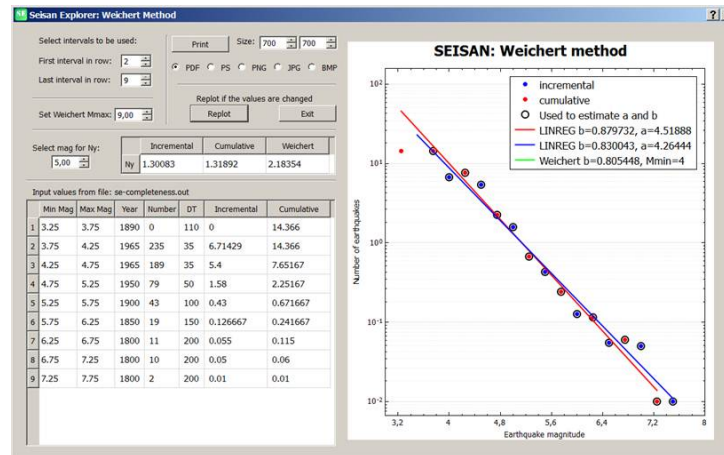 SE Seisan Explorer: Weichert Method ?
Select intervals to be used:
First interval in row: 2
Last interval in row: 9
Set Weichert Mmax: 9,00
Print Size: 700 700
PDF PS PNG JPG BMP
Replot if the values are changed
Replot Exit
Select mag for Ny:
5,00
Incremental Cumulative Weichert
Ny 1.30083 1.31892 2.18354
Input values from file: se-completeness.out
Min Mag Max Mag Year Number DT Incremental Cumulative
1 3.25 3.75 1890 0 110 0 14.366
2 3.75 4.25 1965 235 35 6.71429 14.366
3 4.25 4.75 1965 189 35 5.4 7.65167
4 4.75 5.25 1950 79 50 1.58 2.25167
5 5.25 5.75 1900 43 100 0.43 0.671667
6 5.75 6.25 1850 19 150 0.126667 0.241667
7 6.25 6.75 1800 11 200 0.055 0.115
8 6.75 7.25 1800 10 200 0.05 0.06
9 7.25 7.75 1800 2 200 0.01 0.01
SEISAN: Weichert method
incremental
cumulative
Used to estimate a and b
LINREG b=0.879732, a=4.51888
LINREG b=0.830043, a=4.26444
Weichert b=0.805448, Mmin=4
Number of earthquakes
10²
10¹
10⁰
10⁻¹
10⁻²
3,2 4 4,8 5,6 6,4 7,2 8
Earthquake magnitude